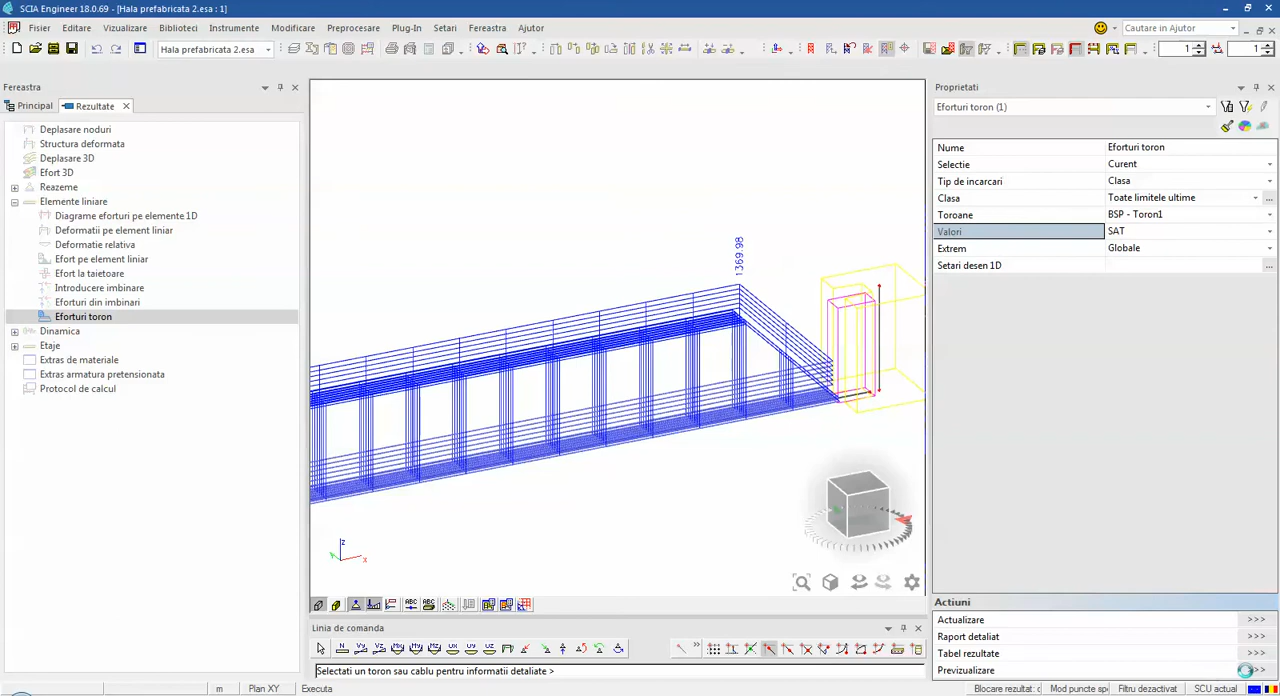 SCIA Engineer 18.0.69 - [Hala prefabricata 2.esa : 1]
Fisier Editare Vizualizare Biblioteci Instrumente Modificare Preprocesare Plug-In Setari Fereastra Ajutor
Cautare in Ajutor
Hala prefabricata 2.esa
1
1
Fereastra
Principal Rezultate
Deplasare noduri
Structura deformata
Deplasare 3D
Efort 3D
Reazeme
Elemente liniare
Diagrame eforturi pe elemente 1D
Deformatii pe element liniar
Deformatie relativa
Efort pe element liniar
Efort la taietoare
Introducere imbinare
Eforturi din imbinari
Eforturi toron
Dinamica
Etaje
Extras de materiale
Extras armatura pretensionata
Protocol de calcul
1369.98
z
x
Y
Linia de comanda
Selectati un toron sau cablu pentru informatii detaliate >
Proprietati
Eforturi toron (1)
Nume Eforturi toron
Selectie Curent
Tip de incarcari Clasa
Clasa Toate limitele ultime ...
Toroane BSP - Toron1
Valori SAT
Extrem Globale
Setari desen 1D ...
Actiuni
Actualizare >>>
Raport detaliat >>>
Tabel rezultate >>>
Previzualizare >>>
m Plan XY Executa Blocare rezultat: c Mod puncte sp Filtru dezactivat SCU actual